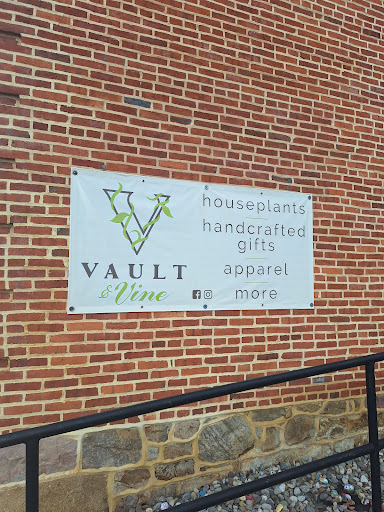 VAULT
& Vine
houseplants
handcrafted
gifts
apparel
more